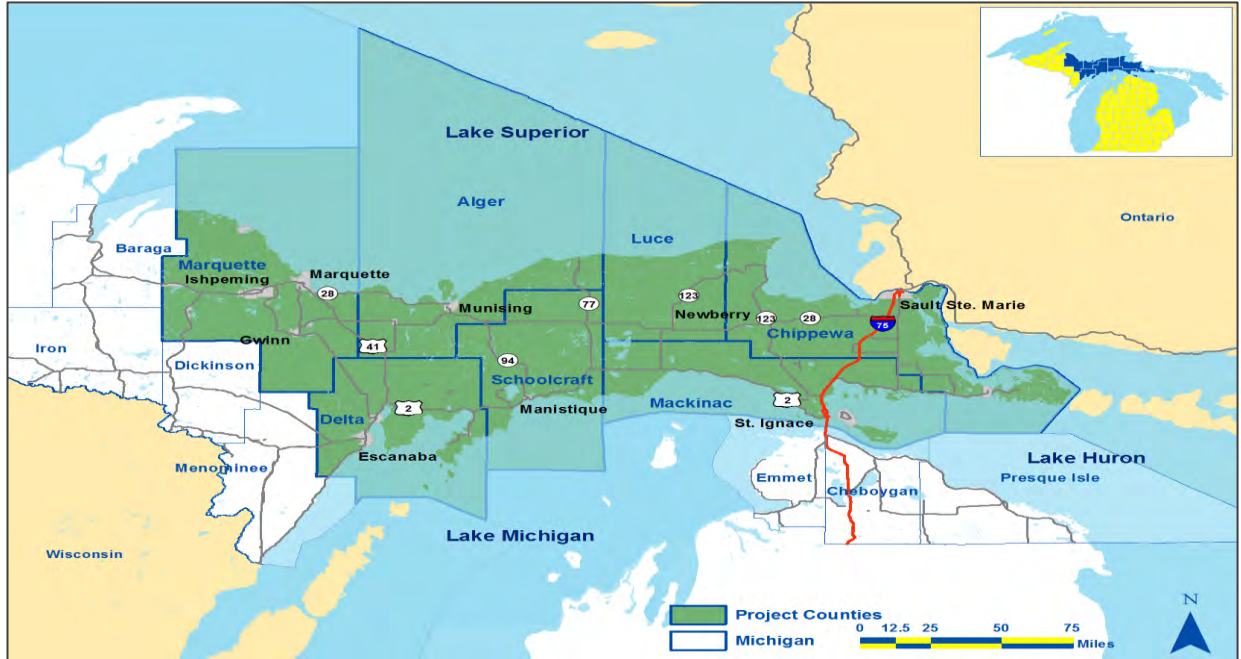 Lake Superior
Alger
Ontario
Luce
Baraga
Marquette
Ishpeming
Marquette
28
Munising
77
123
Newberry
123
28
Sault Ste. Marie
75
Chippewa
Gwinn
Iron
41
Dickinson
94
Schoolcraft
2
Manistique
Mackinac
2
Delta
St. Ignace
Escanaba
Menominee
Lake Huron
Emmet
Cheboygan
Presque Isle
Lake Michigan
Wisconsin
N
Project Counties
Michigan
0 12.5 25 50 75
Miles